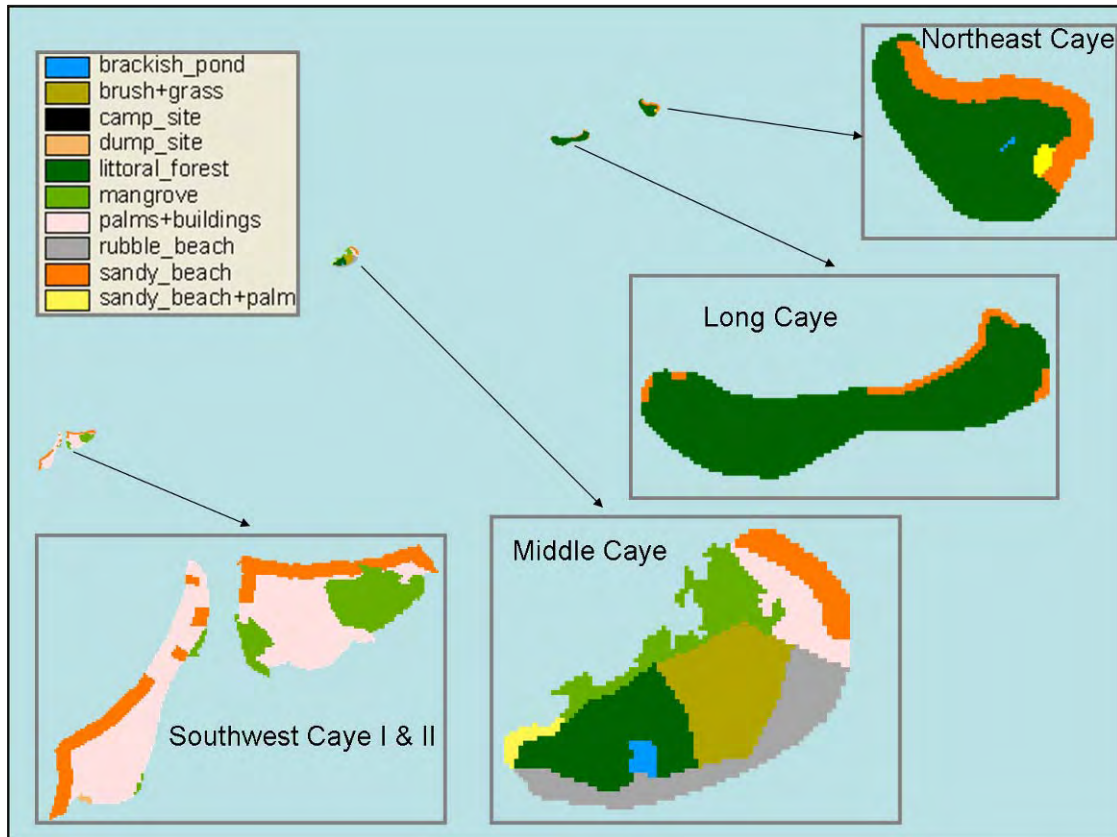 brackish_pond
brush+grass
camp_site
dump_site
littoral_forest
mangrove
palms+buildings
rubble_beach
sandy_beach
sandy_beach+palm
Northeast Caye
Long Caye
Middle Caye
Southwest Caye I & II